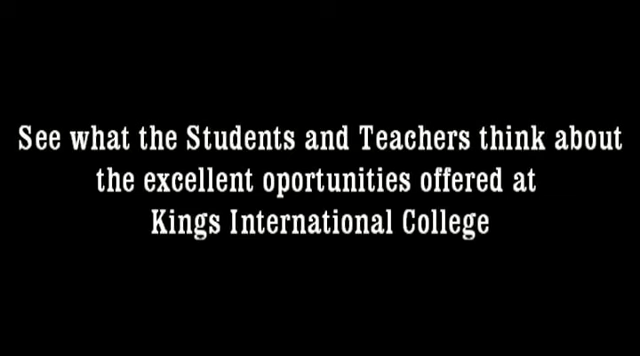 See what the Students and Teachers think about
the excellent oportunities offered at
Kings International College